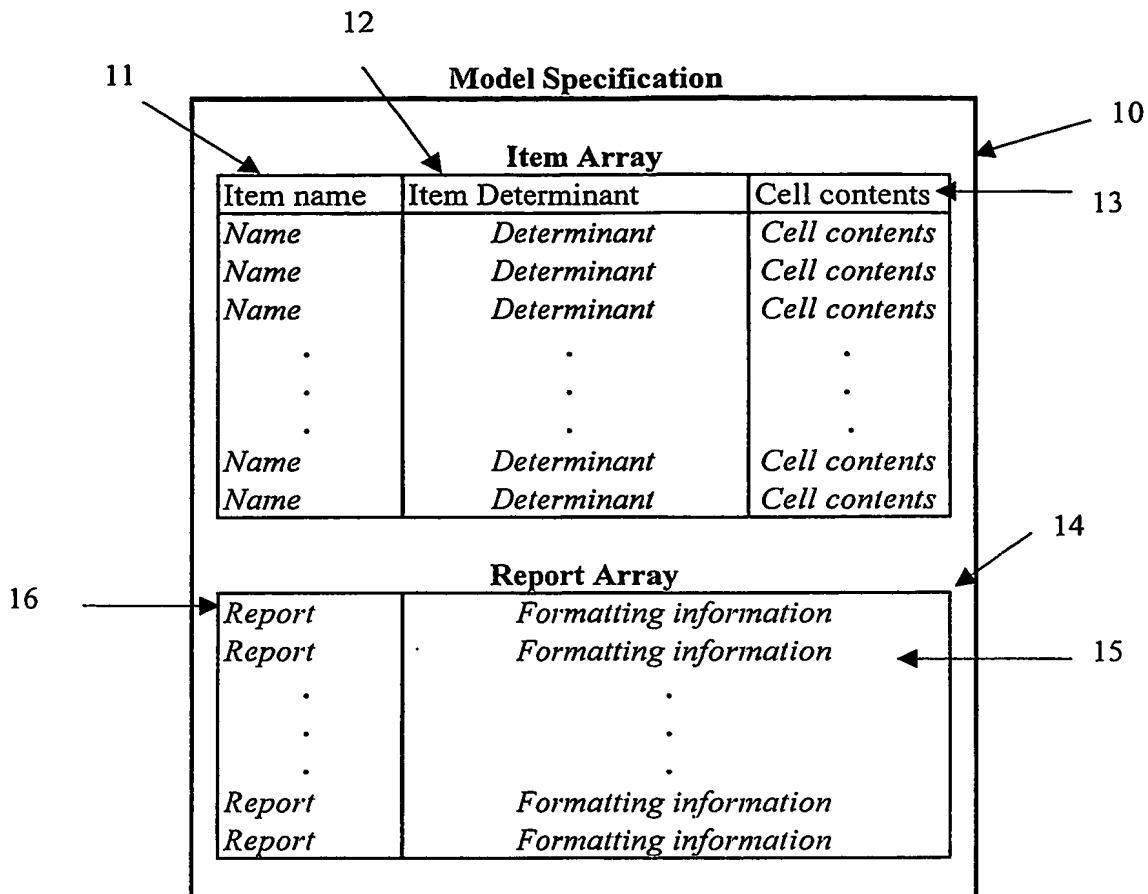 12
11
Model Specification
10
Item Array
Item name Item Determinant Cell contents
13
Name Determinant Cell contents
Name Determinant Cell contents
Name Determinant Cell contents
. . .
. . .
. . .
Name Determinant Cell contents
Name Determinant Cell contents
14
Report Array
16
Report Formatting information
Report Formatting information
15
. .
. .
. .
Report Formatting information
Report Formatting information